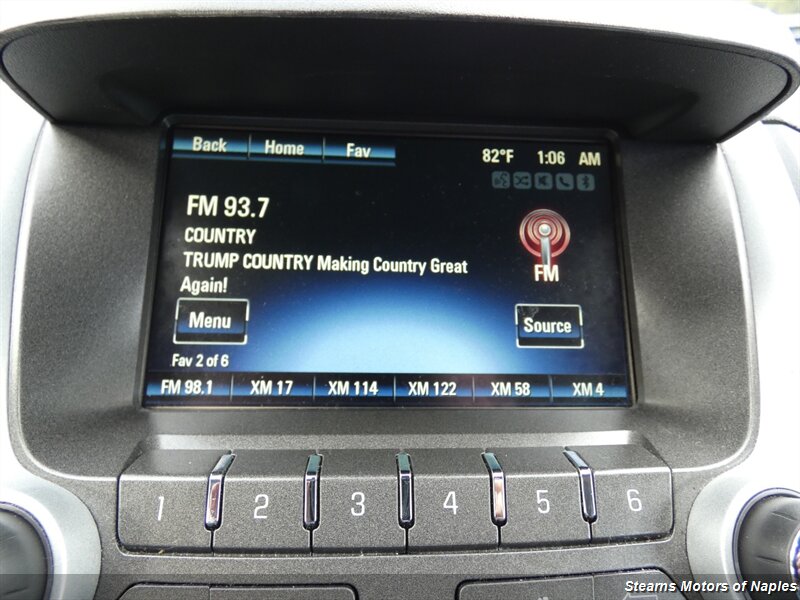 Back Home Fav 82°F 1:06 AM
FM 93.7
COUNTRY
TRUMP COUNTRY Making Country Great
Again!
FM
Menu Source
Fav 2 of 6
FM 98.1 XM 17 XM 114 XM 122 XM 58 XM 4
1 2 3 4 5 6
Stearns Motors of Naples